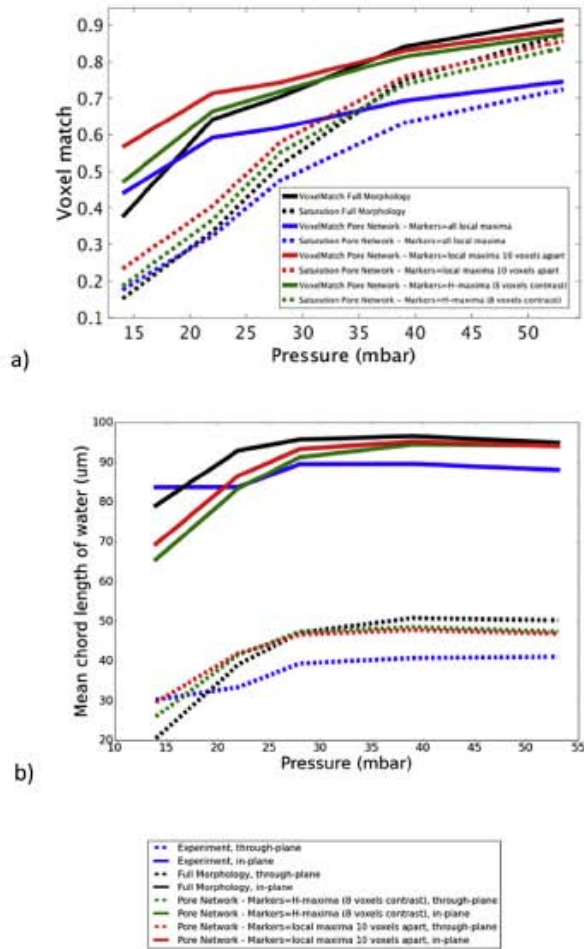 0.9
0.8
0.7
0.6
0.5
0.4
0.3
0.2
0.1
Voxel match
VoxelMatch Full Morphology
Saturation Full Morphology
VoxelMatch Pore Network - Markers=all local maxima
Saturation Pore Network - Markers=all local maxima
VoxelMatch Pore Network - Markers=local maxima 10 voxels apart
Saturation Pore Network - Markers=local maxima 10 voxels apart
VoxelMatch Pore Network - Markers=H-maxima (8 voxels contrast)
Saturation Pore Network - Markers=H-maxima (8 voxels contrast)
15 20 25 30 35 40 45 50
Pressure (mbar)
a)
100
90
80
70
60
50
40
30
20
Mean chord length of water (um)
10 15 20 25 30 35 40 45 50 55
Pressure (mbar)
b)
Experiment, through-plane
Experiment, in-plane
Full Morphology, through-plane
Full Morphology, in-plane
Pore Network - Markers=H-maxima (8 voxels contrast), through-plane
Pore Network - Markers=H-maxima (8 voxels contrast), in-plane
Pore Network - Markers=local maxima 10 voxels apart, through-plane
Pore Network - Markers=local maxima 10 voxels apart, in-plane